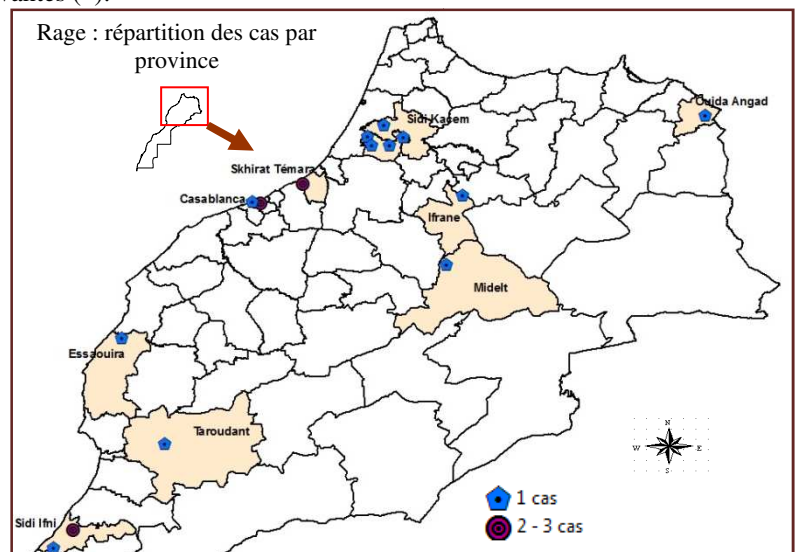 Rage : répartition des cas par
province
Oujda Angad
Sidi Kacem
Skhirat Témara
Casablanca
Ifrane
Midelt
Essaouira
Taroudant
N
W E
S
Sidi Ifni
1 cas
2 - 3 cas